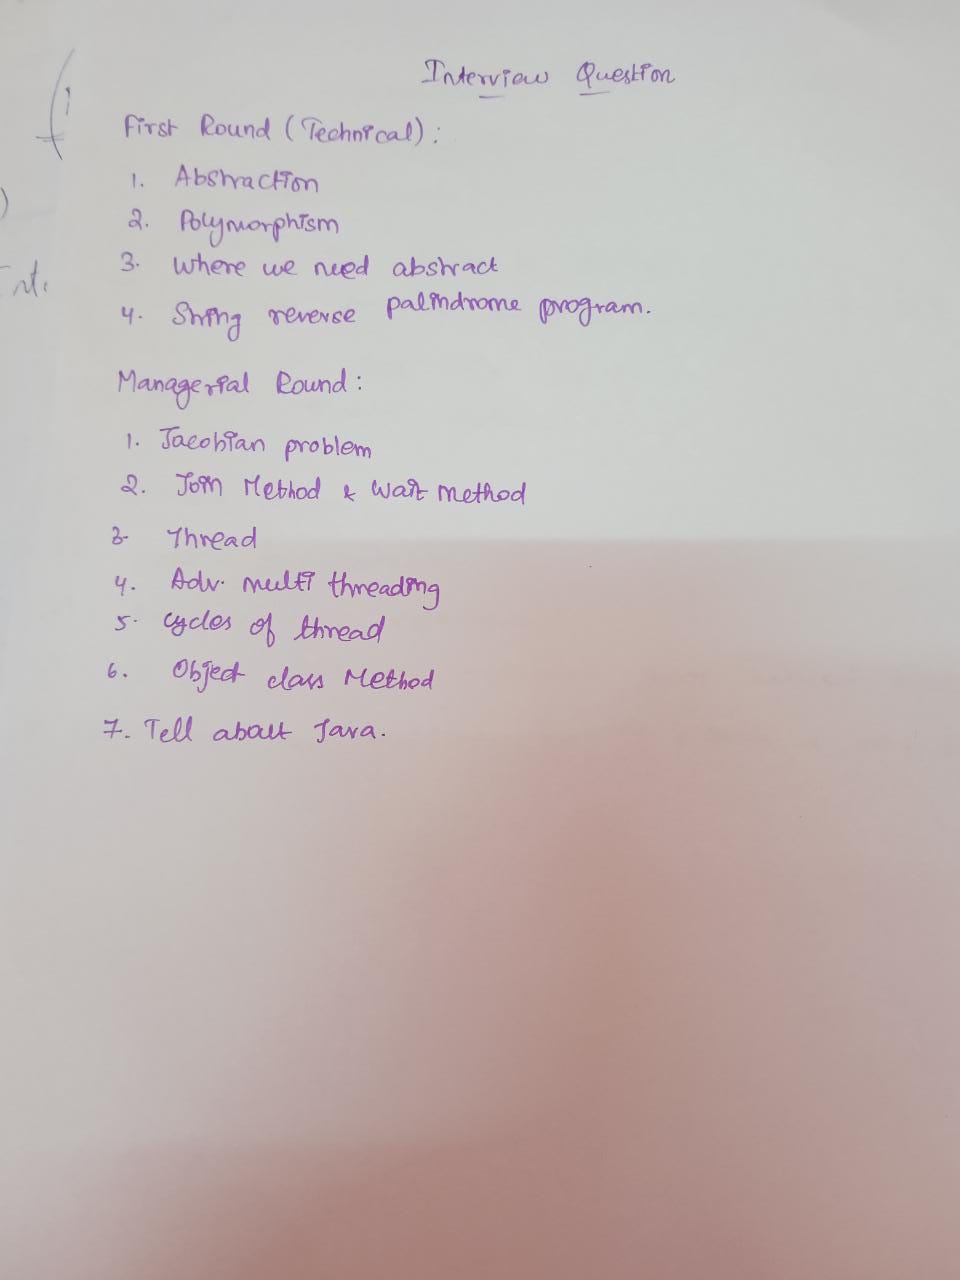 Interview Question
First Round (Technical):
1. Abstraction
2. Polymorphism
3. Where we need abstract
4. String reverse palindrome program.
Managerial Round:
1. Jacobian problem
2. Join Method & Wait method
3. Thread
4. Adv. multi threading
5. Cycles of thread
6. Object class Method
7. Tell about Java.